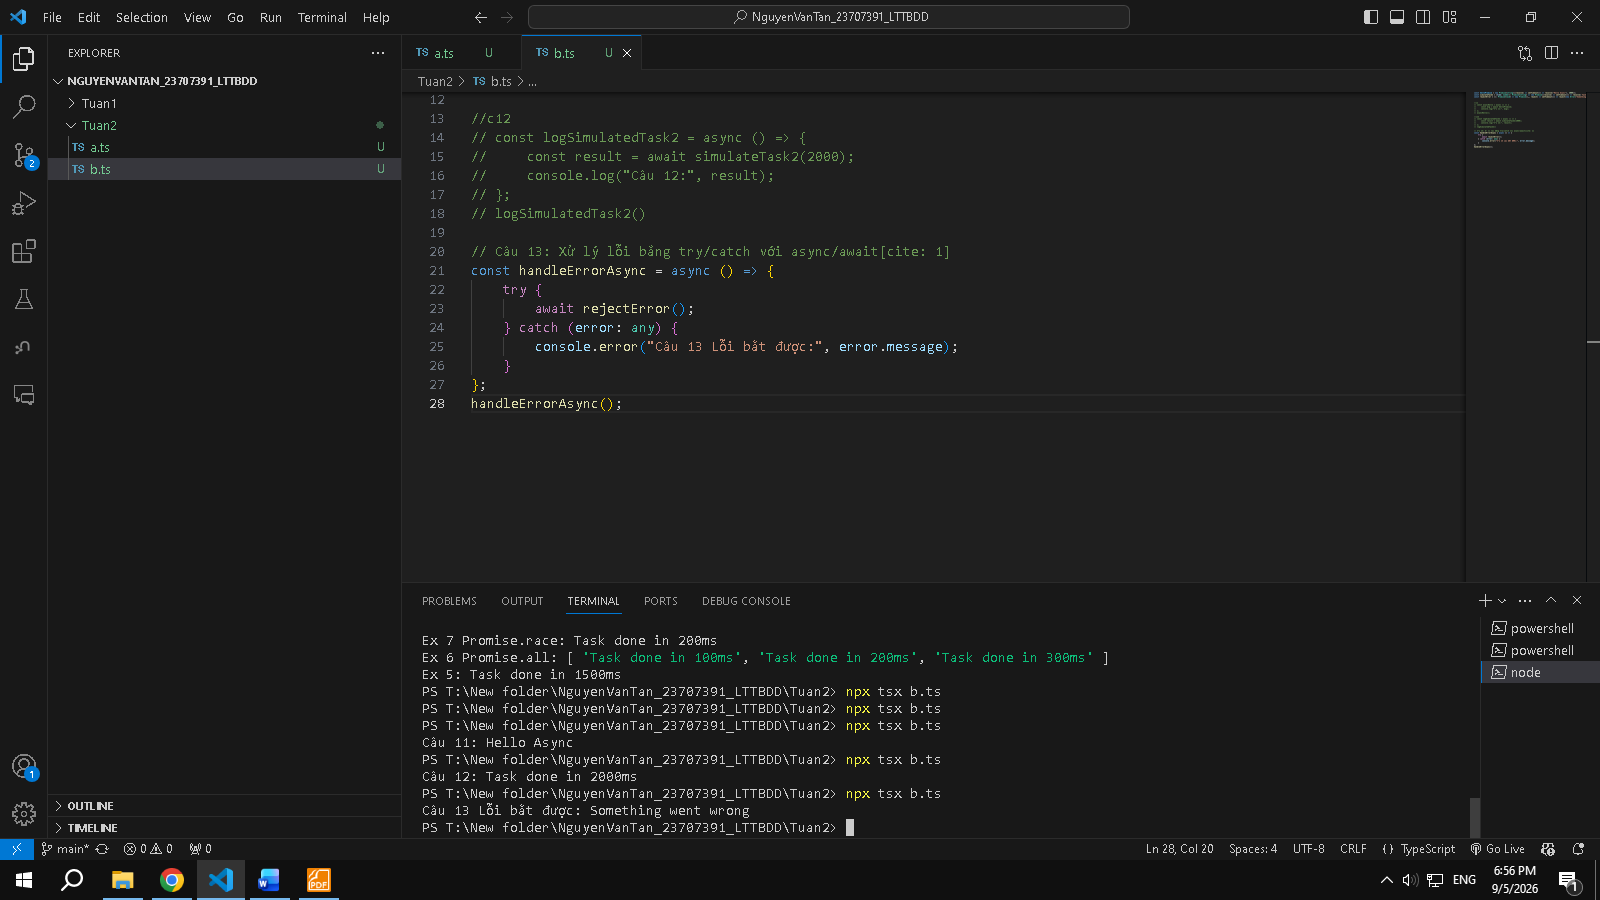 File Edit Selection View Go Run Terminal Help
NguyenVanTan_23707391_LTTBDD
EXPLORER
NGUYENVANTAN_23707391_LTTBDD
Tuan1
Tuan2
TS a.ts U
TS b.ts U
OUTLINE
TIMELINE
2
1
TS a.ts U
TS b.ts U
Tuan2 > TS b.ts > ...
12
13 //c12
14 // const logSimulatedTask2 = async () => {
15 //     const result = await simulateTask2(2000);
16 //     console.log("Câu 12:", result);
17 // };
18 // logSimulatedTask2()
19
20 // Câu 13: Xử lý lỗi bằng try/catch với async/await[cite: 1]
21 const handleErrorAsync = async () => {
22     try {
23         await rejectError();
24     } catch (error: any) {
25         console.error("Câu 13 Lỗi bắt được:", error.message);
26     }
27 };
28 handleErrorAsync();
PROBLEMS OUTPUT TERMINAL PORTS DEBUG CONSOLE
Ex 7 Promise.race: Task done in 200ms
Ex 6 Promise.all: [ 'Task done in 100ms', 'Task done in 200ms', 'Task done in 300ms' ]
Ex 5: Task done in 1500ms
PS T:\New folder\NguyenVanTan_23707391_LTTBDD\Tuan2> npx tsx b.ts
PS T:\New folder\NguyenVanTan_23707391_LTTBDD\Tuan2> npx tsx b.ts
PS T:\New folder\NguyenVanTan_23707391_LTTBDD\Tuan2> npx tsx b.ts
Câu 11: Hello Async
PS T:\New folder\NguyenVanTan_23707391_LTTBDD\Tuan2> npx tsx b.ts
Câu 12: Task done in 2000ms
PS T:\New folder\NguyenVanTan_23707391_LTTBDD\Tuan2> npx tsx b.ts
Câu 13 Lỗi bắt được: Something went wrong
PS T:\New folder\NguyenVanTan_23707391_LTTBDD\Tuan2>
powershell
powershell
node
main* 0 0 0
Ln 28, Col 20 Spaces: 4 UTF-8 CRLF {} TypeScript Go Live
ENG
6:56 PM
9/5/2026
1